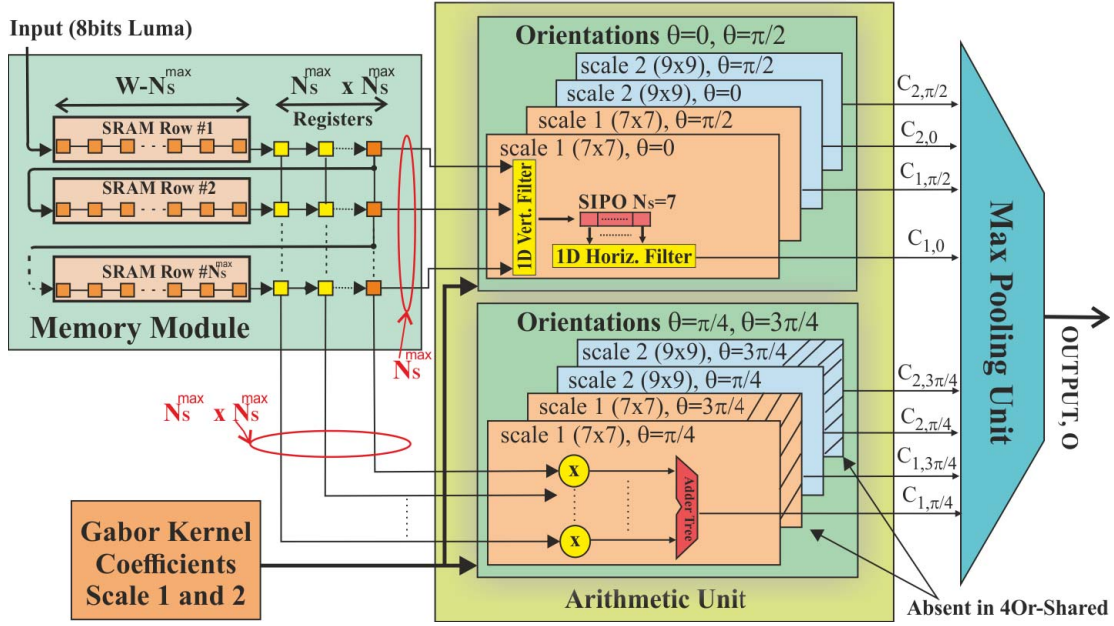 Input (8bits Luma)
W-Ns^max
Ns^max x Ns^max
Registers
SRAM Row #1
SRAM Row #2
SRAM Row #Ns^max
Memory Module
Ns^max
Ns^max x Ns^max
Gabor Kernel
Coefficients
Scale 1 and 2
Orientations θ=0, θ=π/2
scale 2 (9x9), θ=π/2
scale 2 (9x9), θ=0
scale 1 (7x7), θ=π/2
scale 1 (7x7), θ=0
1D Vert. Filter
SIPO Ns=7
1D Horiz. Filter
Orientations θ=π/4, θ=3π/4
scale 2 (9x9), θ=3π/4
scale 2 (9x9), θ=π/4
scale 1 (7x7), θ=3π/4
scale 1 (7x7), θ=π/4
x
x
Adder Tree
Arithmetic Unit
C2,π/2
C2,0
C1,π/2
C1,0
C2,3π/4
C2,π/4
C1,3π/4
C1,π/4
Max Pooling Unit
OUTPUT, O
Absent in 4Or-Shared